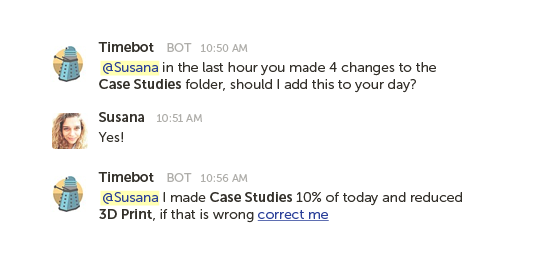 Timebot BOT 10:50 AM
@Susana in the last hour you made 4 changes to the
Case Studies folder, should I add this to your day?
Susana 10:51 AM
Yes!
Timebot BOT 10:56 AM
@Susana I made Case Studies 10% of today and reduced
3D Print, if that is wrong correct me